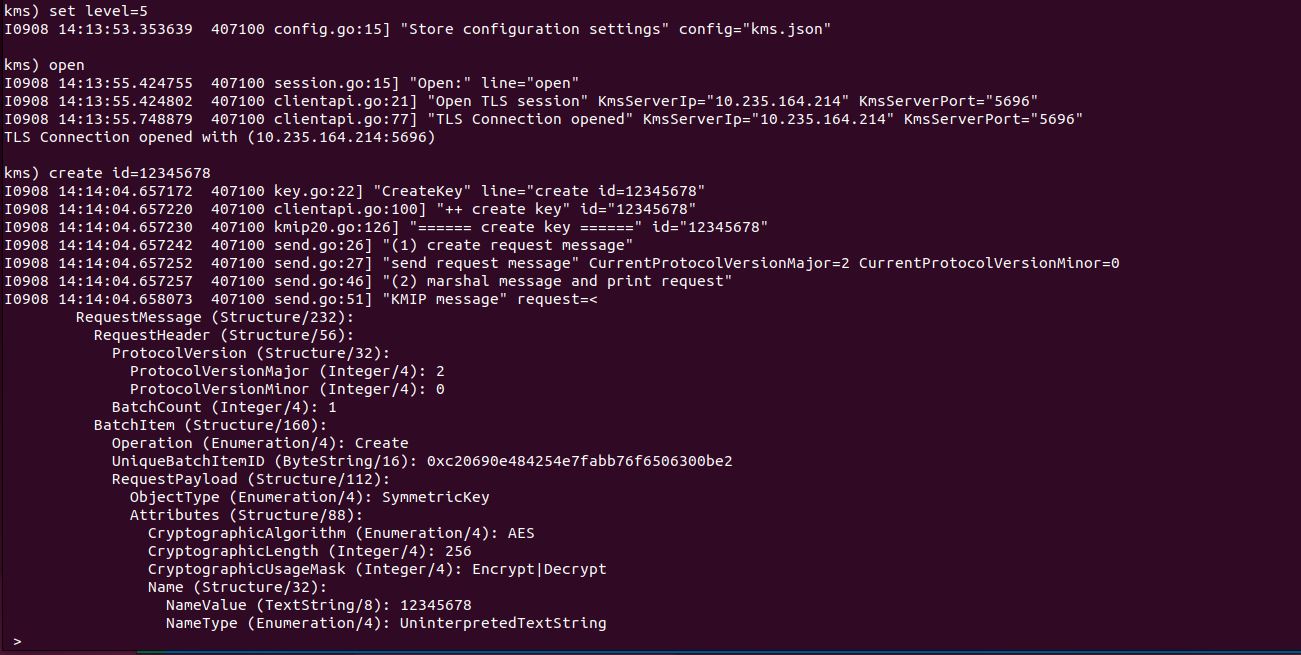 kms) set level=5
I0908 14:13:53.353639  407100 config.go:15] "Store configuration settings" config="kms.json"
kms) open
I0908 14:13:55.424755  407100 session.go:15] "Open:" line="open"
I0908 14:13:55.424802  407100 clientapi.go:21] "Open TLS session" KmsServerIp="10.235.164.214" KmsServerPort="5696"
I0908 14:13:55.748879  407100 clientapi.go:77] "TLS Connection opened" KmsServerIp="10.235.164.214" KmsServerPort="5696"
TLS Connection opened with (10.235.164.214:5696)
kms) create id=12345678
I0908 14:14:04.657172  407100 key.go:22] "CreateKey" line="create id=12345678"
I0908 14:14:04.657220  407100 clientapi.go:100] "++ create key" id="12345678"
I0908 14:14:04.657230  407100 kmip20.go:126] "====== create key ======" id="12345678"
I0908 14:14:04.657242  407100 send.go:26] "(1) create request message"
I0908 14:14:04.657252  407100 send.go:27] "send request message" CurrentProtocolVersionMajor=2 CurrentProtocolVersionMinor=0
I0908 14:14:04.657257  407100 send.go:46] "(2) marshal message and print request"
I0908 14:14:04.658073  407100 send.go:51] "KMIP message" request=<
        RequestMessage (Structure/232):
          RequestHeader (Structure/56):
            ProtocolVersion (Structure/32):
              ProtocolVersionMajor (Integer/4): 2
              ProtocolVersionMinor (Integer/4): 0
            BatchCount (Integer/4): 1
          BatchItem (Structure/160):
            Operation (Enumeration/4): Create
            UniqueBatchItemID (ByteString/16): 0xc20690e484254e7fabb76f6506300be2
            RequestPayload (Structure/112):
              ObjectType (Enumeration/4): SymmetricKey
              Attributes (Structure/88):
                CryptographicAlgorithm (Enumeration/4): AES
                CryptographicLength (Integer/4): 256
                CryptographicUsageMask (Integer/4): Encrypt|Decrypt
                Name (Structure/32):
                  NameValue (TextString/8): 12345678
                  NameType (Enumeration/4): UninterpretedTextString
 >